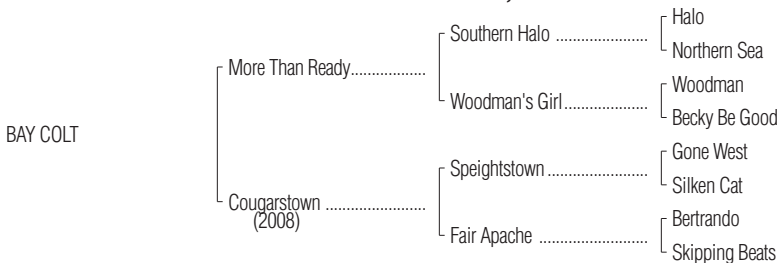 Halo
Southern Halo ......................
Northern Sea
More Than Ready..................
Woodman
Woodman's Girl....................
Becky Be Good
BAY COLT
Gone West
Speightstown ........................
Silken Cat
Cougarstown ........................
(2008)
Bertrando
Fair Apache ..........................
Skipping Beats